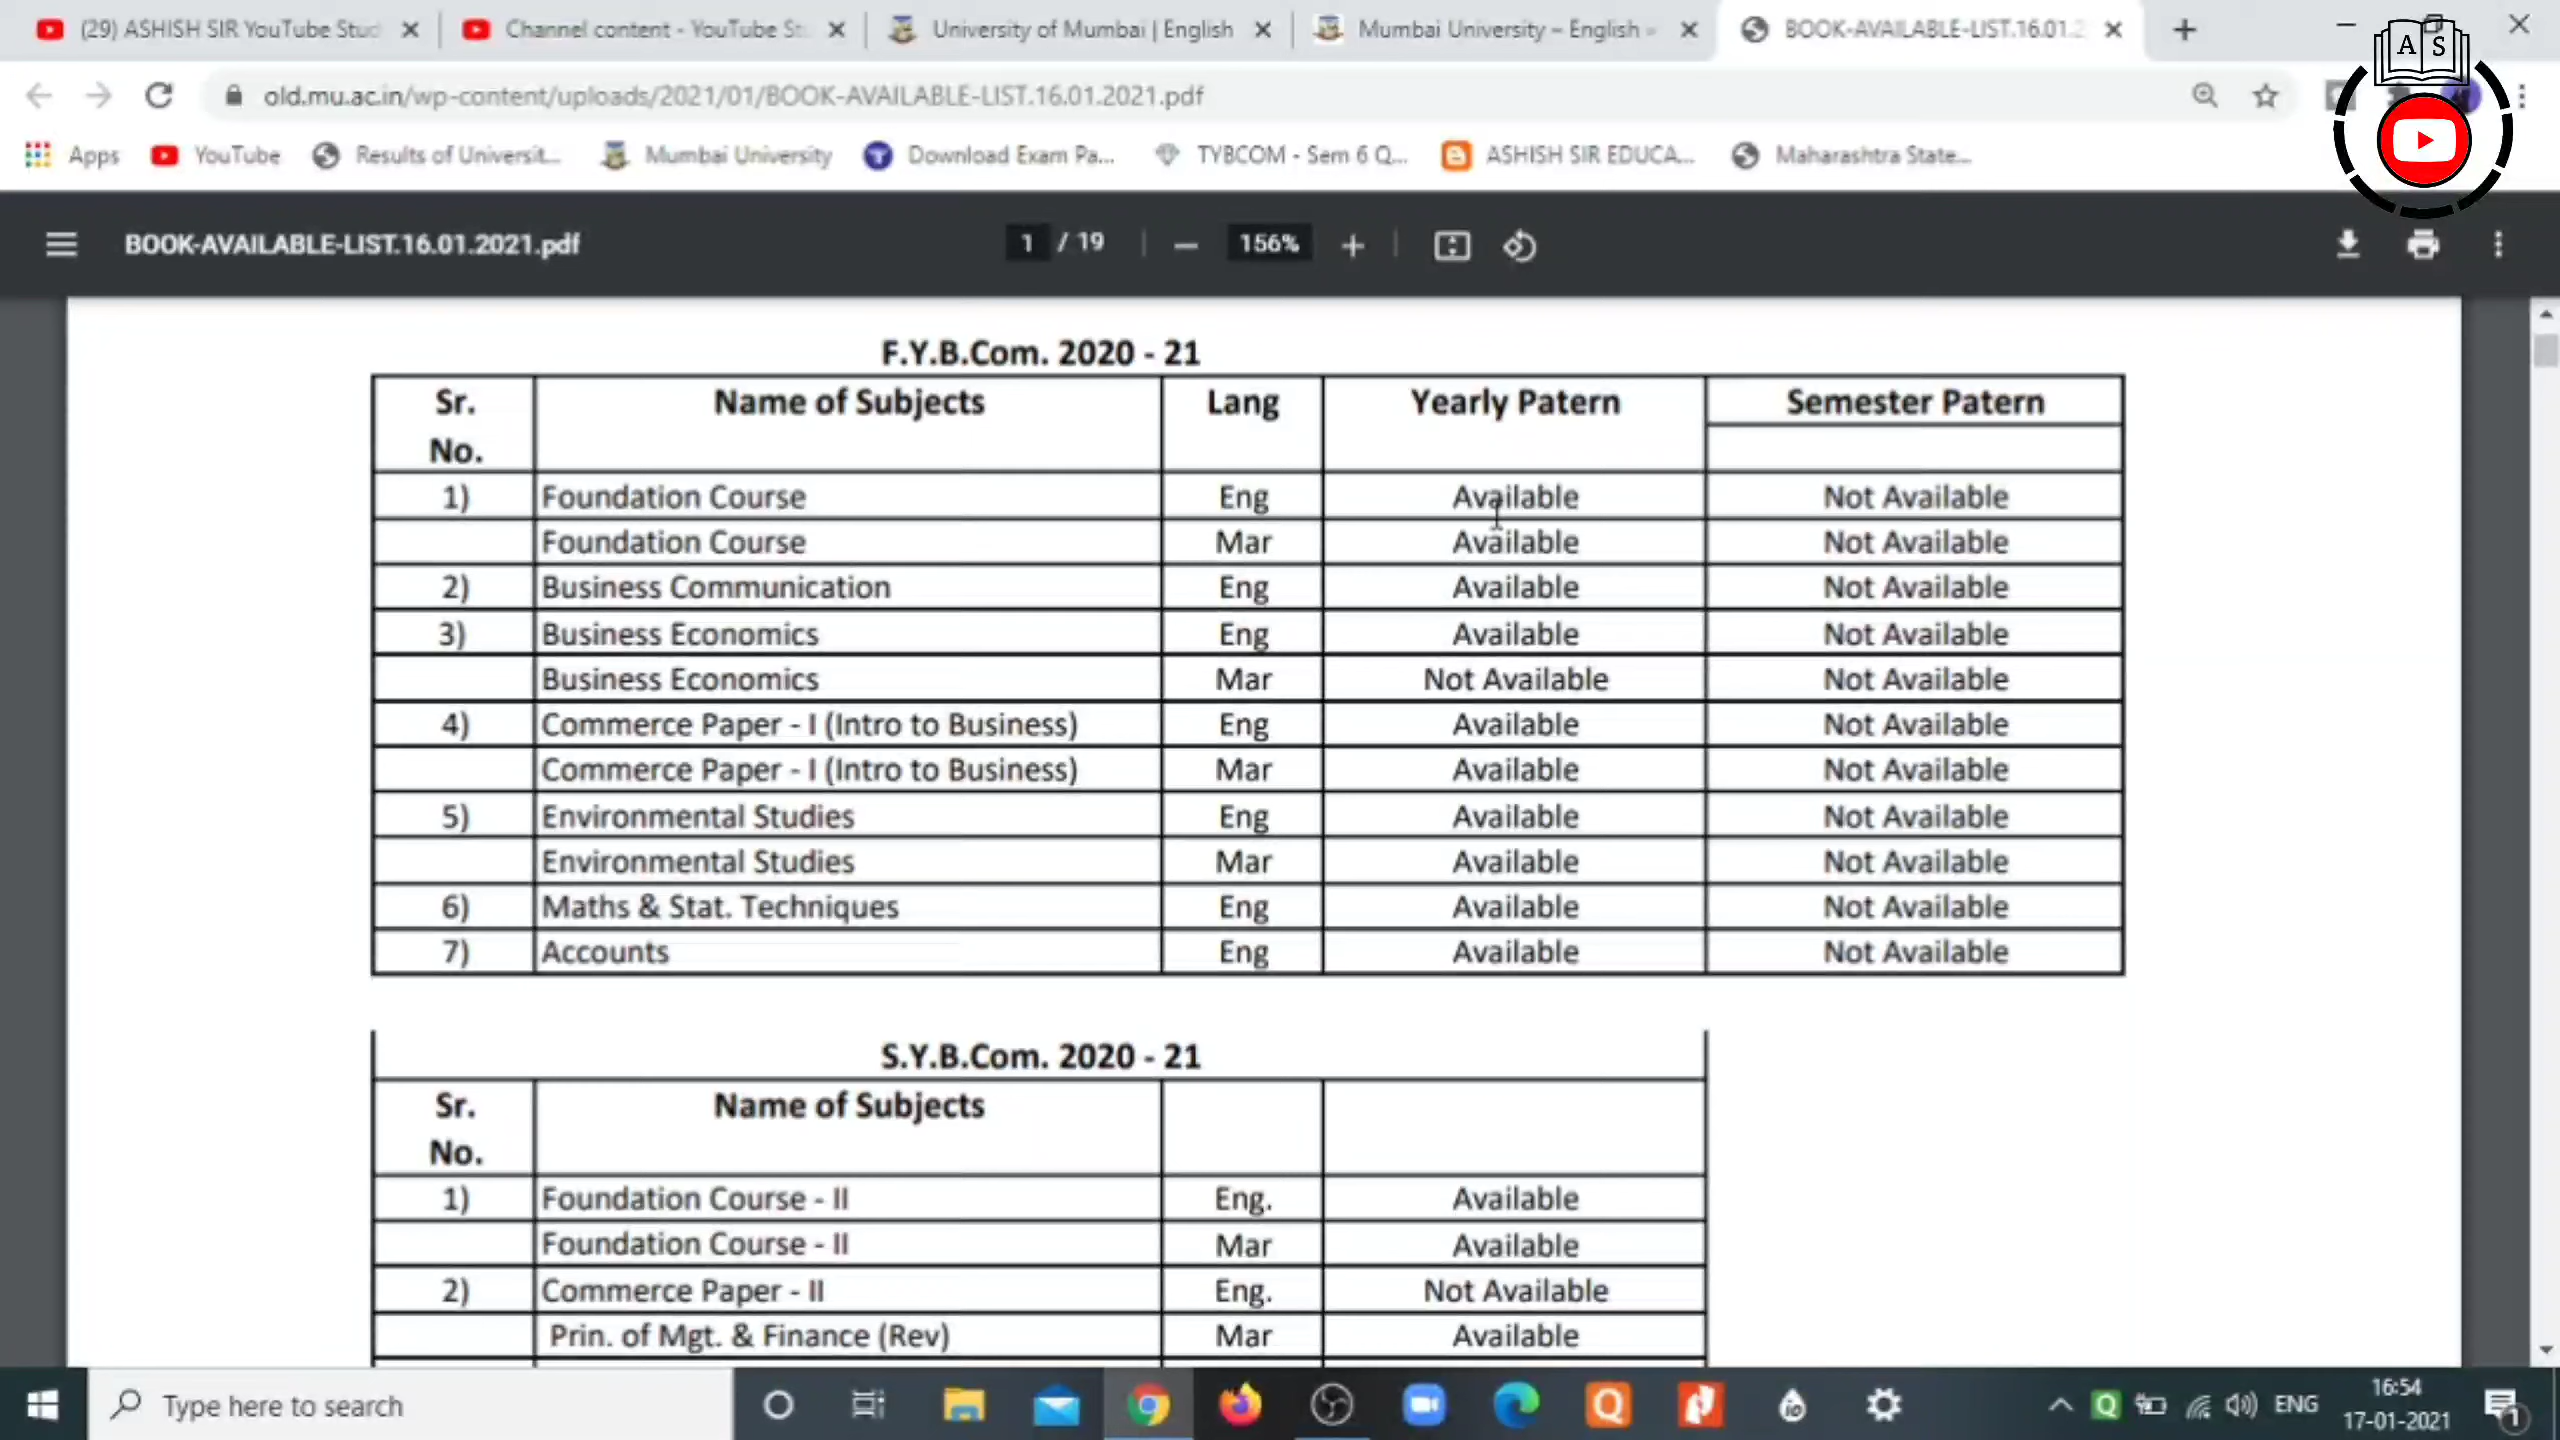 (29) ASHISH SIR YouTube Stud
Channel content - YouTube St
University of Mumbai | English
Mumbai University – English
BOOK-AVAILABLE-LIST.16.01.2
A S
old.mu.ac.in/wp-content/uploads/2021/01/BOOK-AVAILABLE-LIST.16.01.2021.pdf
Apps YouTube Results of Universit... Mumbai University Download Exam Pa... TYBCOM - Sem 6 Q... ASHISH SIR EDUCA... Maharashtra State...
BOOK-AVAILABLE-LIST.16.01.2021.pdf 1 / 19 156%
F.Y.B.Com. 2020 - 21
Sr. No. Name of Subjects Lang Yearly Patern Semester Patern
1) Foundation Course Eng Available Not Available
Foundation Course Mar Available Not Available
2) Business Communication Eng Available Not Available
3) Business Economics Eng Available Not Available
Business Economics Mar Not Available Not Available
4) Commerce Paper - I (Intro to Business) Eng Available Not Available
Commerce Paper - I (Intro to Business) Mar Available Not Available
5) Environmental Studies Eng Available Not Available
Environmental Studies Mar Available Not Available
6) Maths & Stat. Techniques Eng Available Not Available
7) Accounts Eng Available Not Available
S.Y.B.Com. 2020 - 21
Sr. No. Name of Subjects
1) Foundation Course - II Eng. Available
Foundation Course - II Mar Available
2) Commerce Paper - II Eng. Not Available
Prin. of Mgt. & Finance (Rev) Mar Available
Type here to search
ENG
16:54
17-01-2021
1